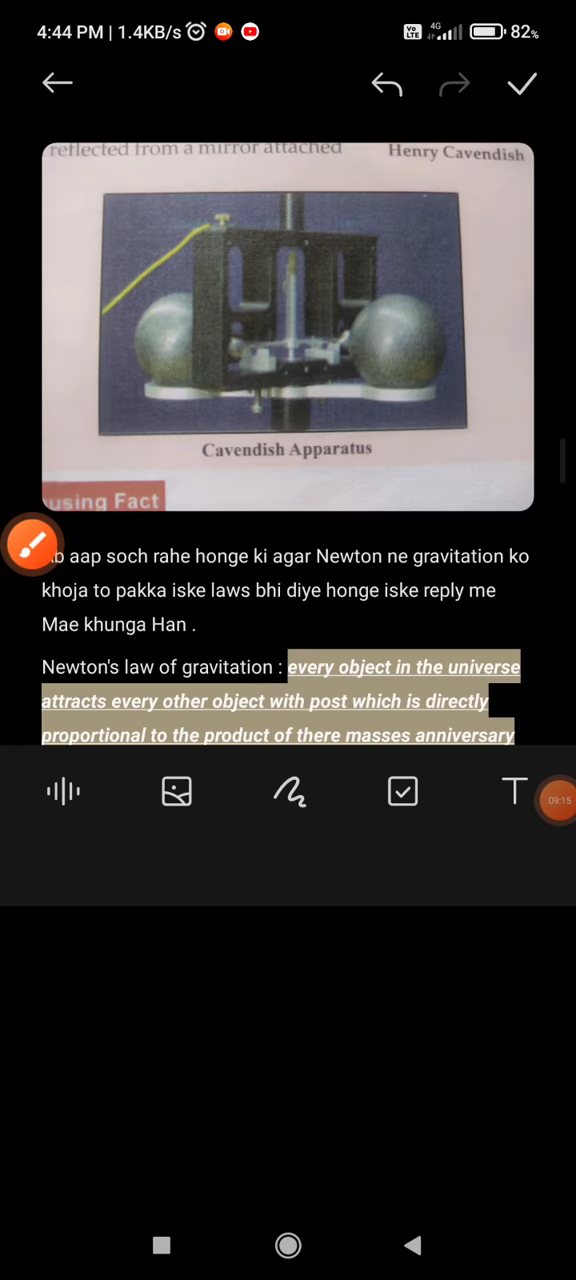 4:44 PM | 1.4KB/s
Vo LTE
4G
82%
reflected from a mirror attached
Henry Cavendish
Cavendish Apparatus
using Fact
b aap soch rahe honge ki agar Newton ne gravitation ko
khoja to pakka iske laws bhi diye honge iske reply me
Mae khunga Han .
Newton's law of gravitation : every object in the universe
attracts every other object with post which is directly
proportional to the product of there masses anniversary
T
09:15